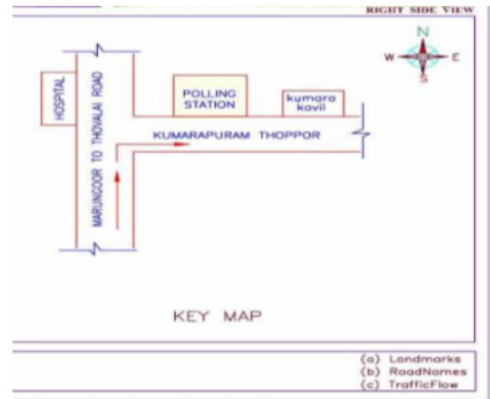 RIGHT SIDE VIEW
N
W
E
S
HOSPITAL
MARUNGOOR TO THOVALAI ROAD
POLLING
STATION
kumara
kovil
KUMARAPURAM THOPPOR
KEY MAP
(a) Landmarks
(b) RoadNames
(c) TrafficFlow